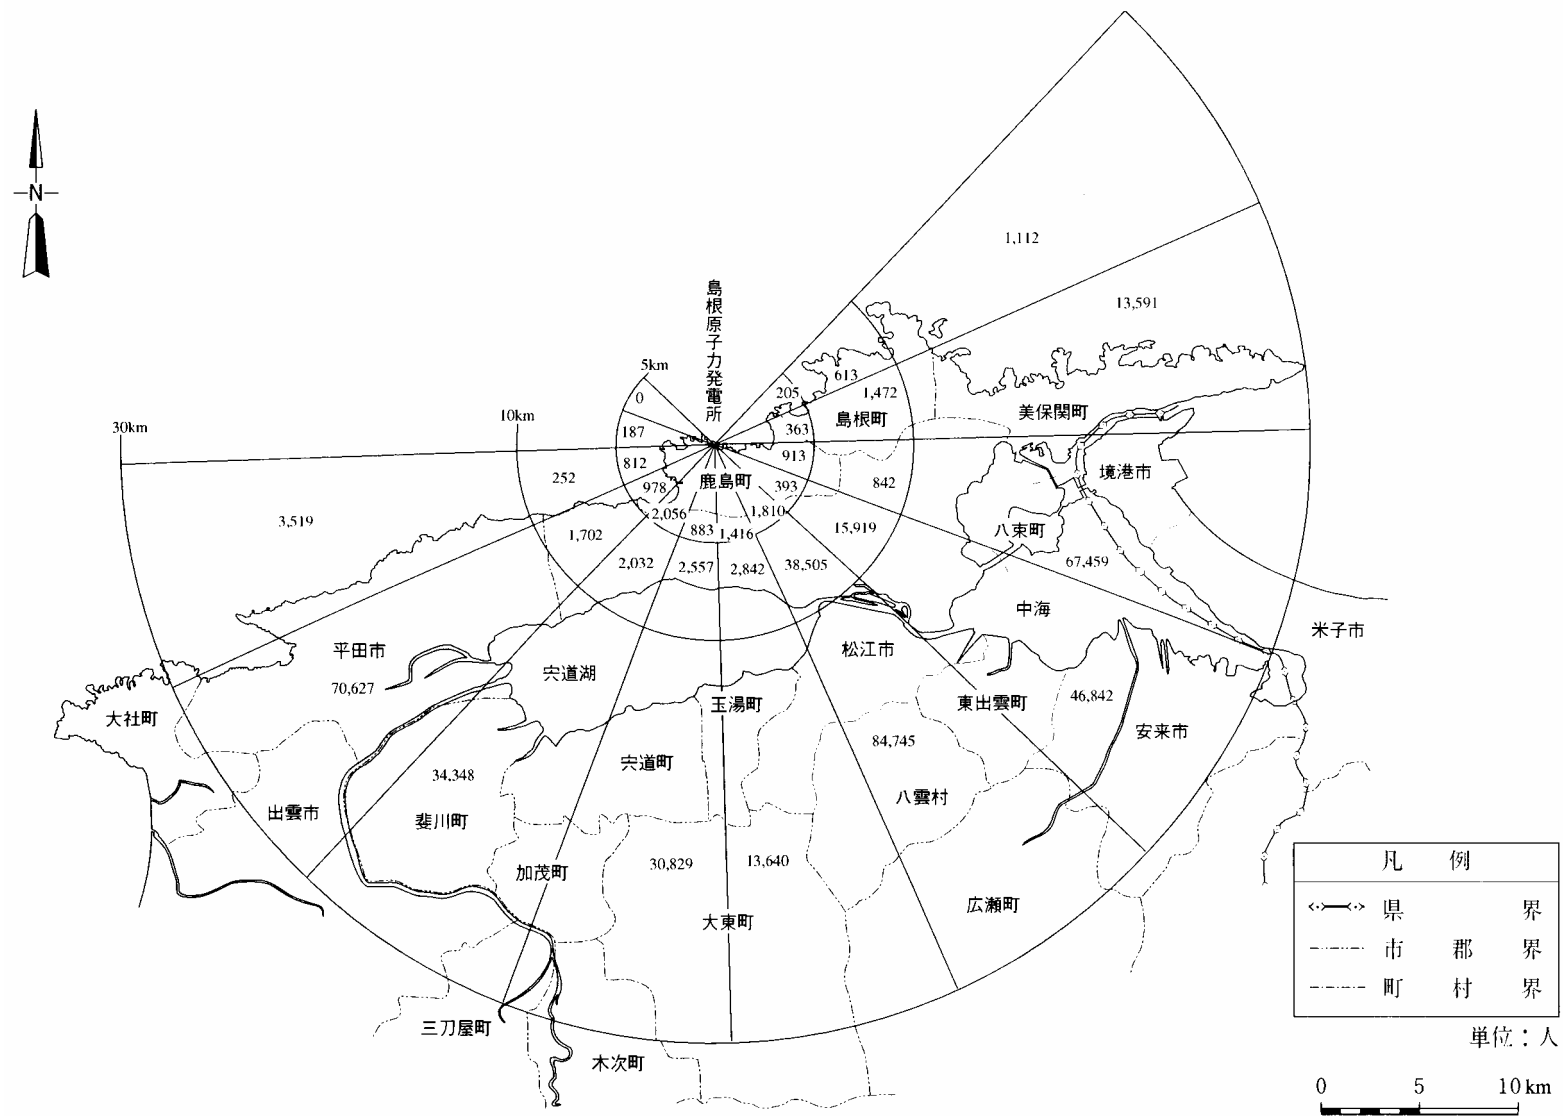 N
島根原子力発電所
1,112
13,591
5km
0
205
613
1,472
10km
30km
187
363
島根町
美保関町
812
913
252
978
鹿島町
393
842
境港市
3,519
2,056
1,810
1,702
883
1,416
15,919
八束町
2,032
2,557
2,842
38,505
67,459
中海
米子市
平田市
宍道湖
松江市
70,627
大社町
玉湯町
東出雲町
46,842
安来市
84,745
34,348
宍道町
出雲市
斐川町
八雲村
加茂町
30,829
13,640
大東町
広瀬町
三刀屋町
木次町
凡 例
県 界
市 郡 界
町 村 界
単位:人
0 5 10km